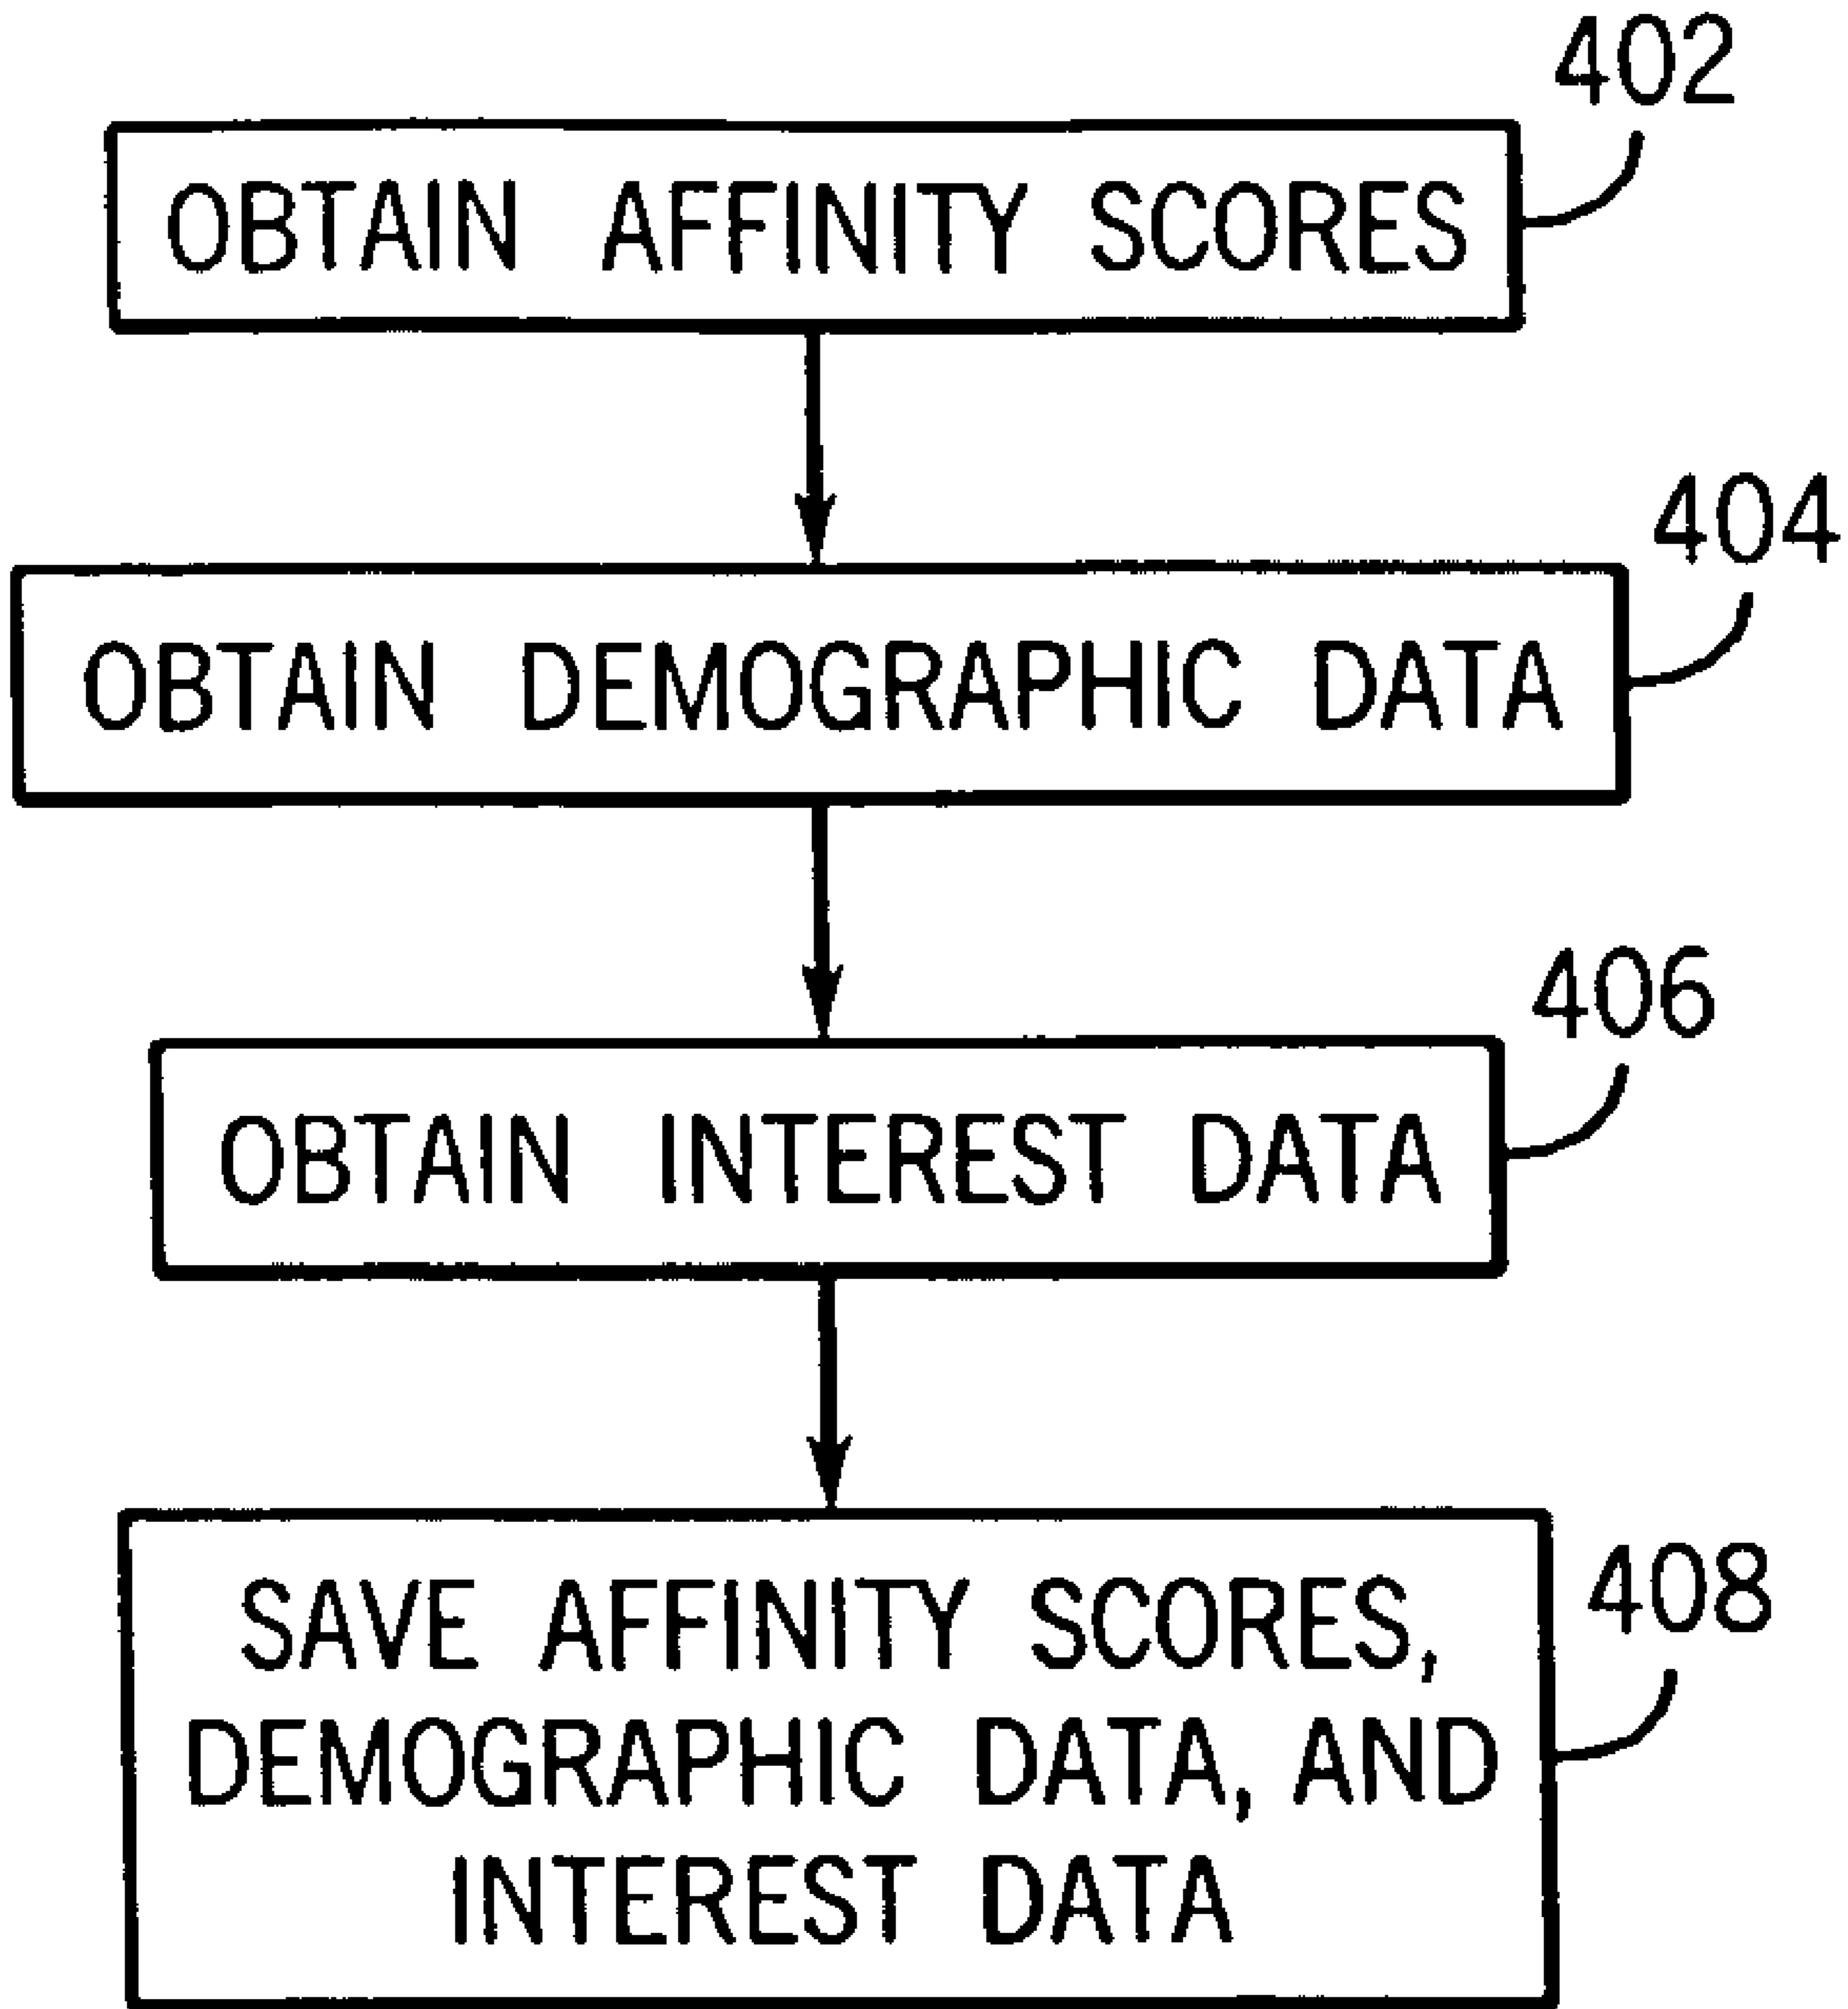 402
OBTAIN AFFINITY SCORES
404
OBTAIN DEMOGRAPHIC DATA
406
OBTAIN INTEREST DATA
408
SAVE AFFINITY SCORES,
DEMOGRAPHIC DATA, AND
INTEREST DATA